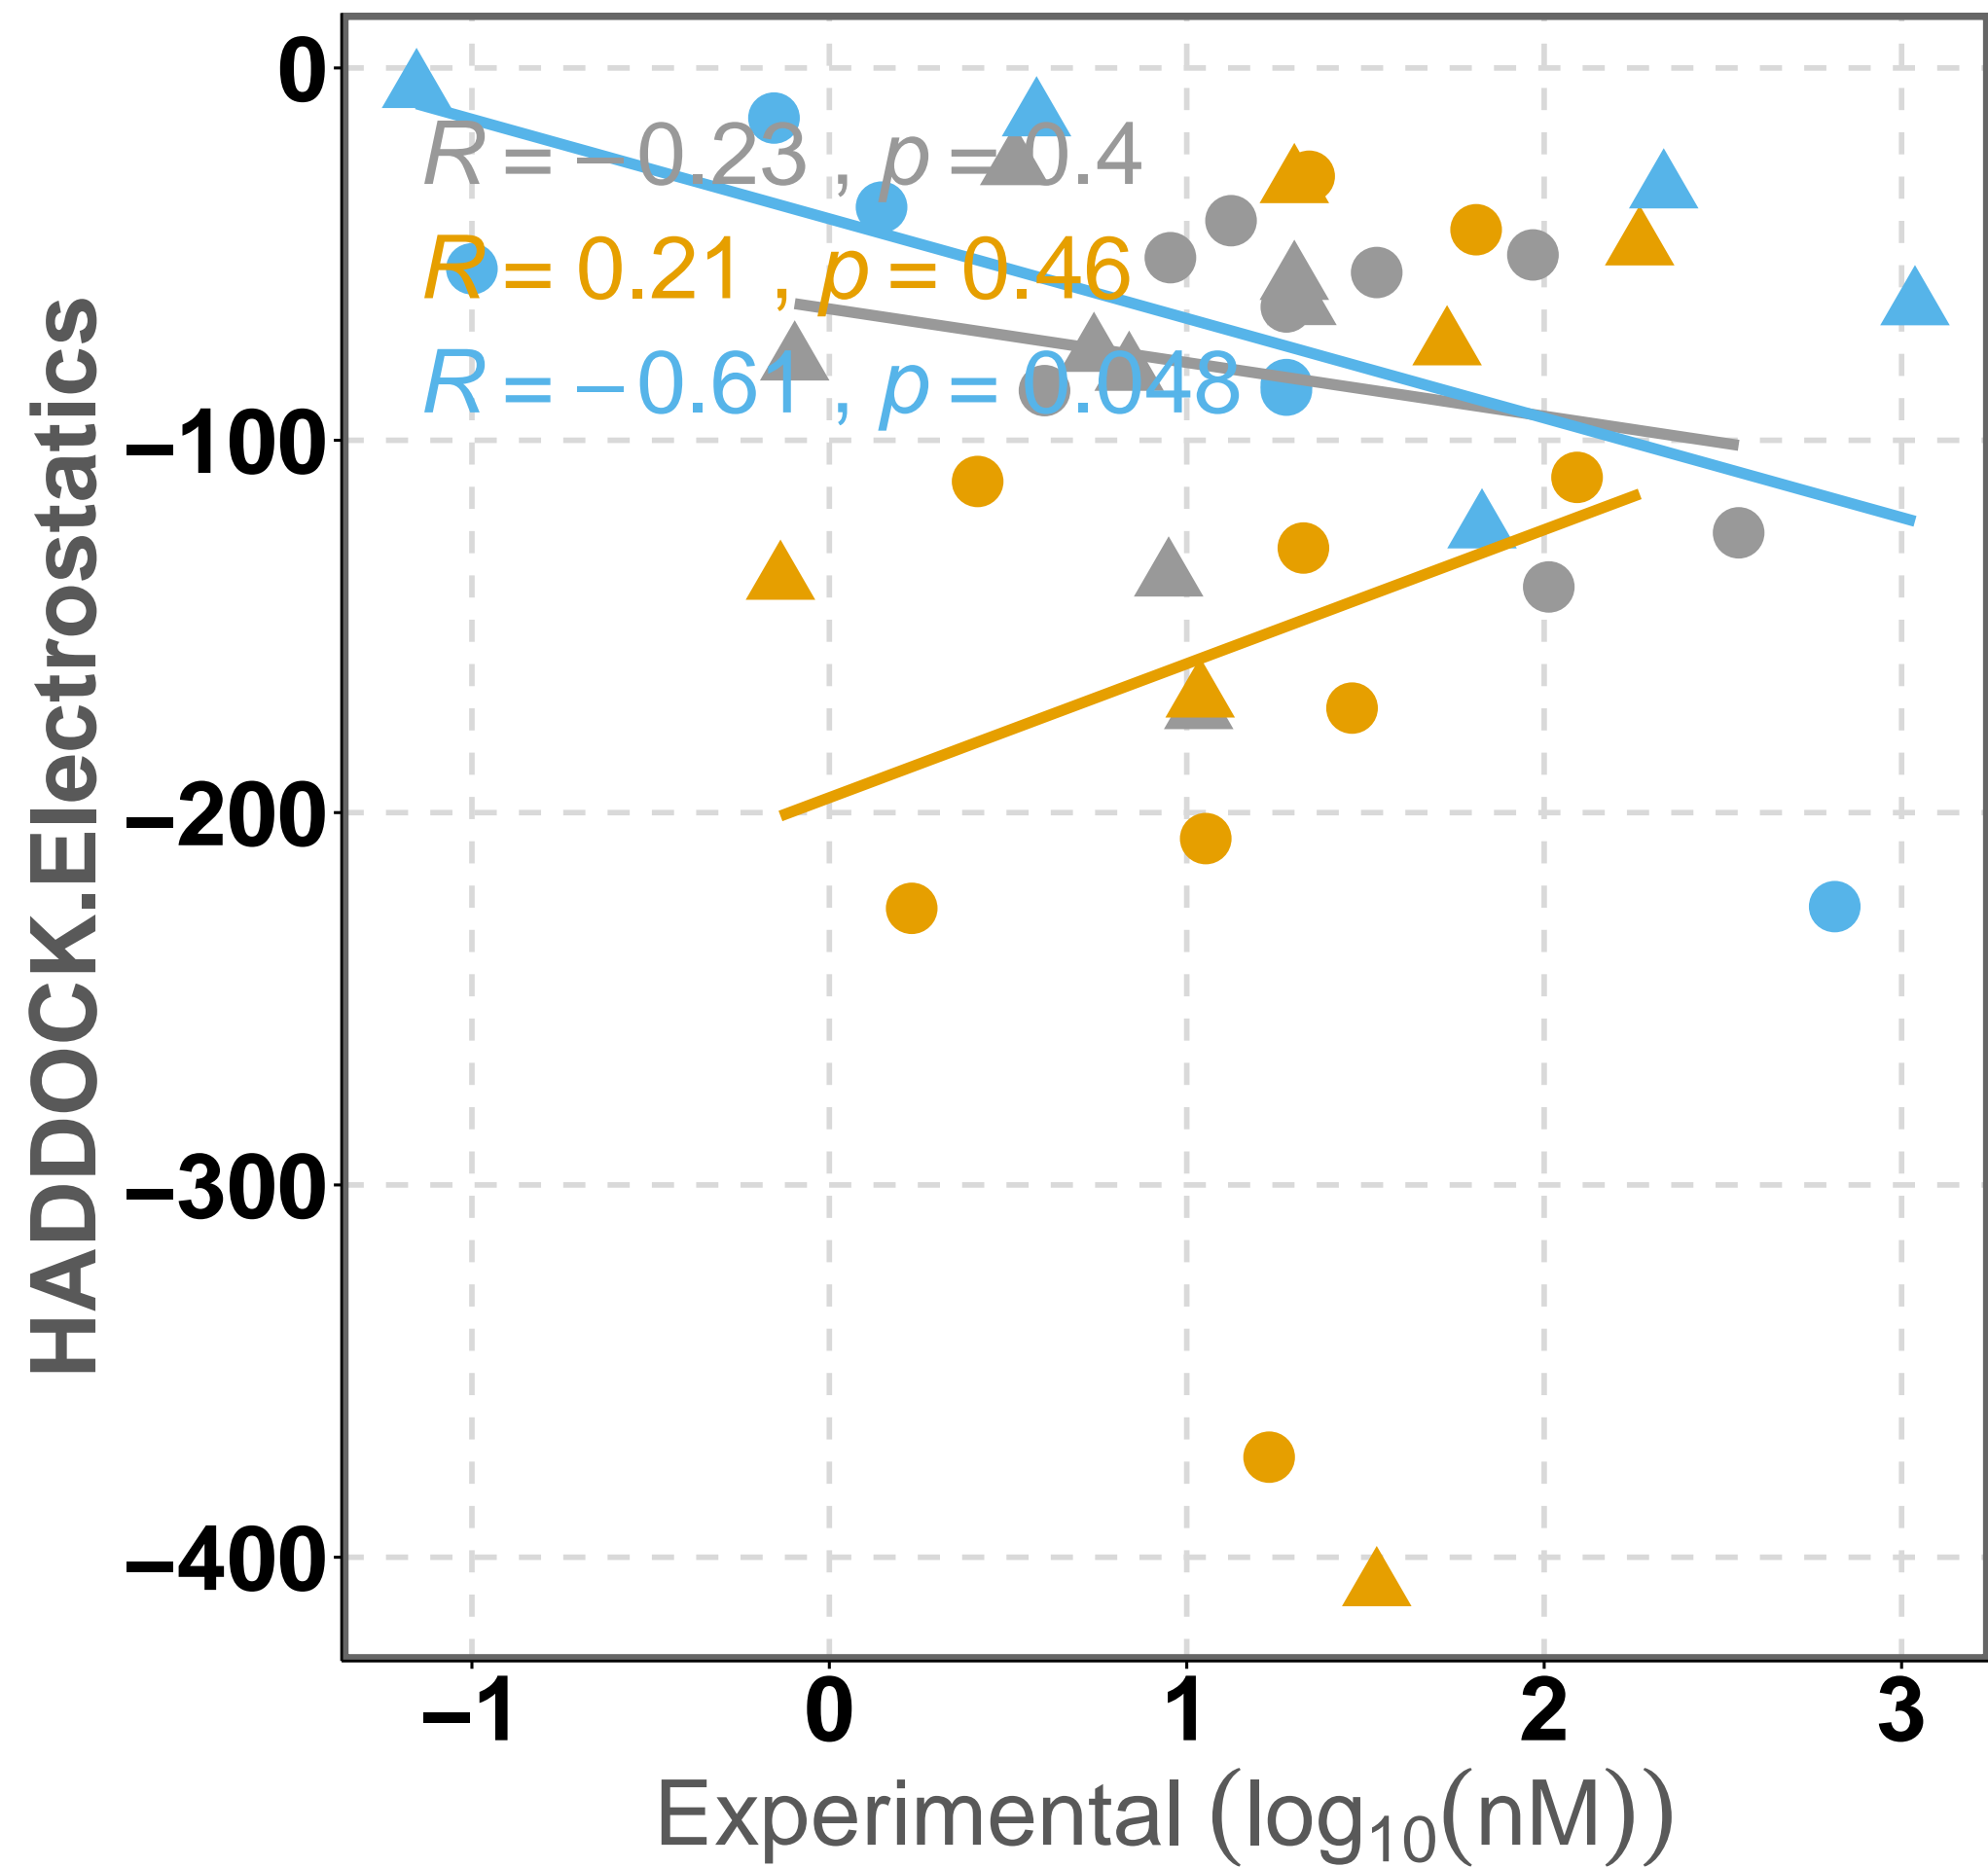 HADDOCK.Electrostatics
0
−100
−200
−300
−400
R = −0.23 , p = 0.4
R = 0.21 , p = 0.46
R = −0.61 , p = 0.048
−1 0 1 2 3
Experimental (log10(nM))